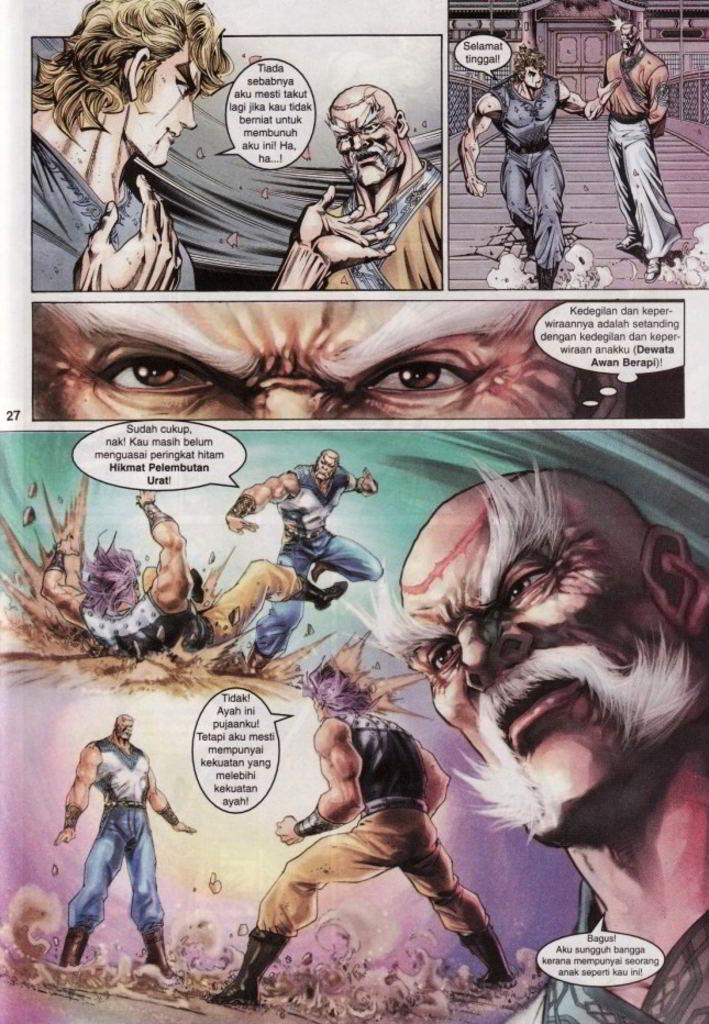 Tiada
sebabnya
aku mesti takut
lagi jika kau tidak
berniat untuk
membunuh
aku ini! Ha,
ha...!
Selamat
tinggal!
Kedegilan dan keper-
wiraannya adalah setanding
dengan kedegilan dan keper-
wiraan anakku (Dewata
Awan Berapi)!
27
Sudah cukup,
nak! Kau masih belum
menguasai peringkat hitam
Hikmat Pelembutan
Urat!
Tidak!
Ayah ini
pujaanku!
Tetapi aku mesti
mempunyai
kekuatan yang
melebihi
kekuatan
ayah!
Bagus!
Aku sungguh bangga
kerana mempunyai seorang
anak seperti kau ini!